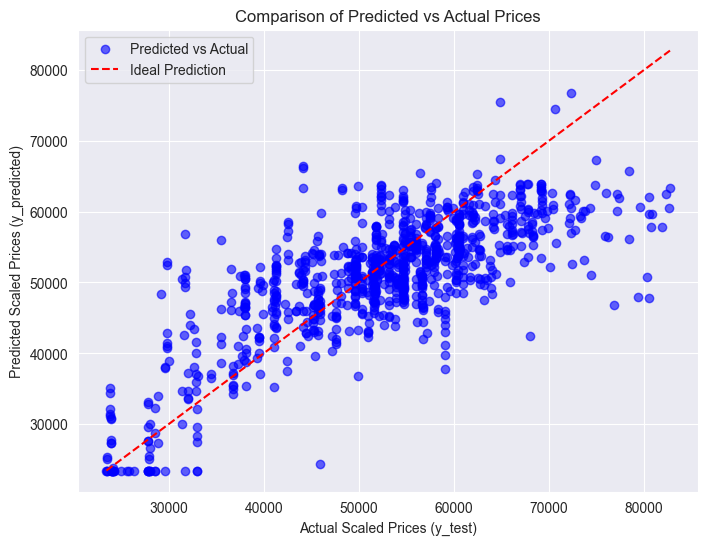 Comparison of Predicted vs Actual Prices
Predicted vs Actual
Ideal Prediction
Predicted Scaled Prices (y_predicted)
80000
70000
60000
50000
40000
30000
30000 40000 50000 60000 70000 80000
Actual Scaled Prices (y_test)